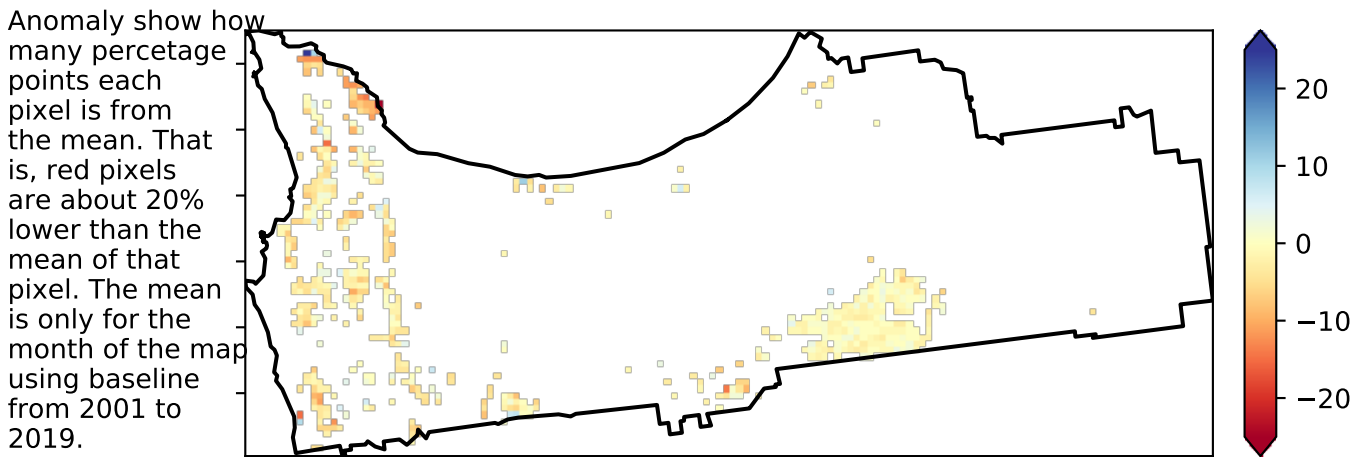 Anomaly show how
many percetage
points each
pixel is from
the mean. That
is, red pixels
are about 20%
lower than the
mean of that
pixel. The mean
is only for the
month of the map
using baseline
from 2001 to
2019.
20
10
0
−10
−20